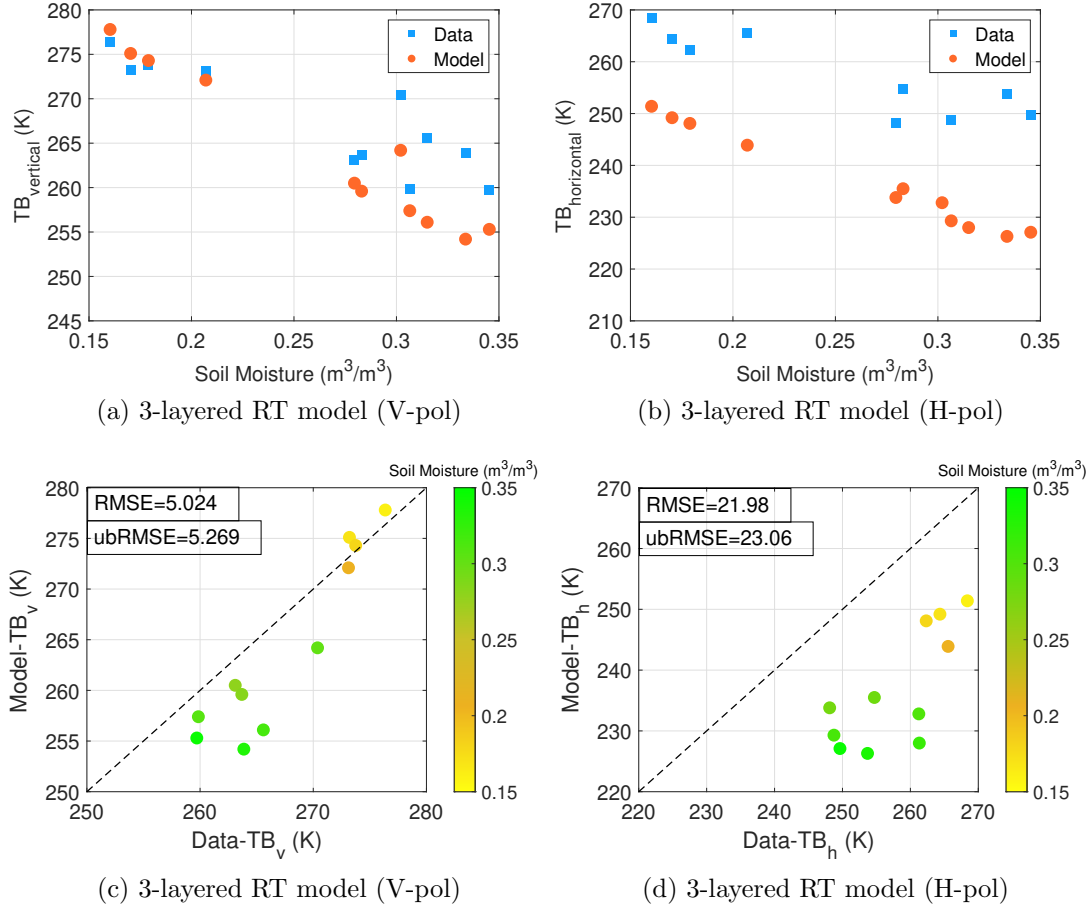 280
275
270
265
260
255
250
245
0.15
0.2
0.25
0.3
0.35
TB_vertical (K)
Soil Moisture (m³/m³)
Data
Model
(a) 3-layered RT model (V-pol)
270
260
250
240
230
220
210
0.15
0.2
0.25
0.3
0.35
TB_horizontal (K)
Soil Moisture (m³/m³)
Data
Model
(b) 3-layered RT model (H-pol)
Soil Moisture (m³/m³)
280
275
270
265
260
255
250
250
260
270
280
Model-TB_v (K)
Data-TB_v (K)
RMSE=5.024
ubRMSE=5.269
0.35
0.3
0.25
0.2
0.15
(c) 3-layered RT model (V-pol)
Soil Moisture (m³/m³)
270
260
250
240
230
220
220
230
240
250
260
270
Model-TB_h (K)
Data-TB_h (K)
RMSE=21.98
ubRMSE=23.06
0.35
0.3
0.25
0.2
0.15
(d) 3-layered RT model (H-pol)